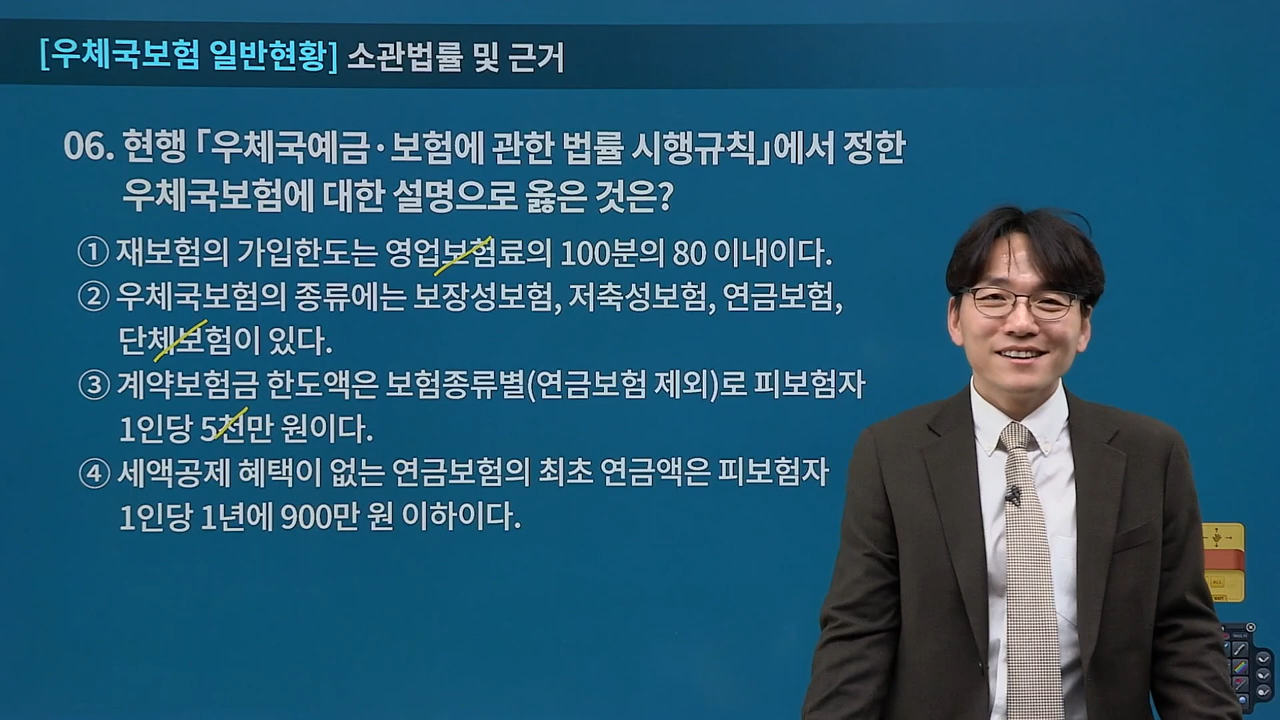 [우체국보험 일반현황] 소관법률 및 근거
06. 현행 「우체국예금·보험에 관한 법률 시행규칙」에서 정한
우체국보험에 대한 설명으로 옳은 것은?
① 재보험의 가입한도는 영업보험료의 100분의 80 이내이다.
② 우체국보험의 종류에는 보장성보험, 저축성보험, 연금보험,
단체보험이 있다.
③ 계약보험금 한도액은 보험종류별(연금보험 제외)로 피보험자
1인당 5천만 원이다.
④ 세액공제 혜택이 없는 연금보험의 최초 연금액은 피보험자
1인당 1년에 900만 원 이하이다.